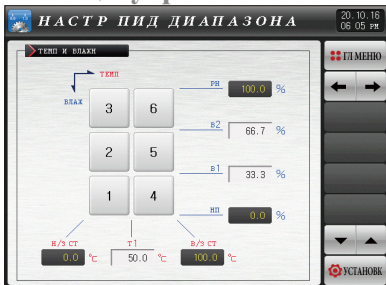 НАСТР ПИД ДИАПАЗОНА
20.10.16
06 05 PM
ТЕМП И ВЛАЖН
ТЕМП
ВЛАЖ
3 6
2 5
1 4
РН 100.0 %
В2 66.7 %
В1 33.3 %
НП 0.0 %
Н/З СТ Т1 В/З СТ
0.0 ℃ 50.0 ℃ 100.0 ℃
ГЛ МЕНЮ
УСТАНОВК